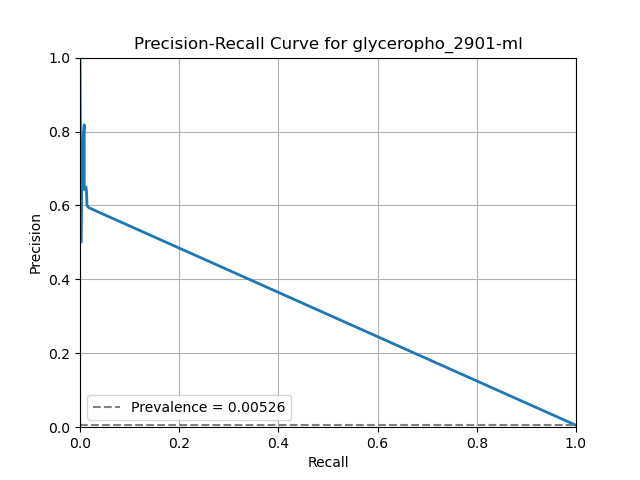 Precision-Recall Curve for glyceropho_2901-ml
1.0
0.8
0.6
0.4
0.2
0.0
Precision
Prevalence = 0.00526
0.0 0.2 0.4 0.6 0.8 1.0
Recall